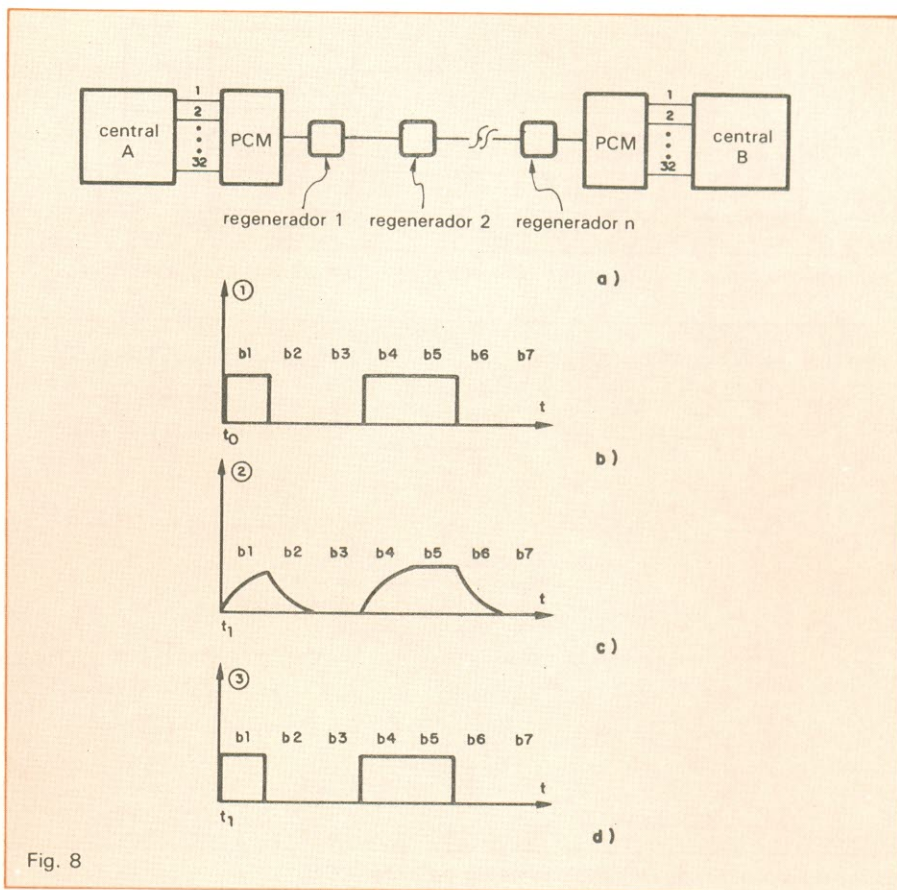 central
A
1
2
32
PCM
PCM
1
2
32
central
B
regenerador 1
regenerador 2
regenerador n
a)
①
b1 b2 b3 b4 b5 b6 b7
t
t0
b)
②
b1 b2 b3 b4 b5 b6 b7
t
t1
c)
③
b1 b2 b3 b4 b5 b6 b7
t
t1
d)
Fig. 8